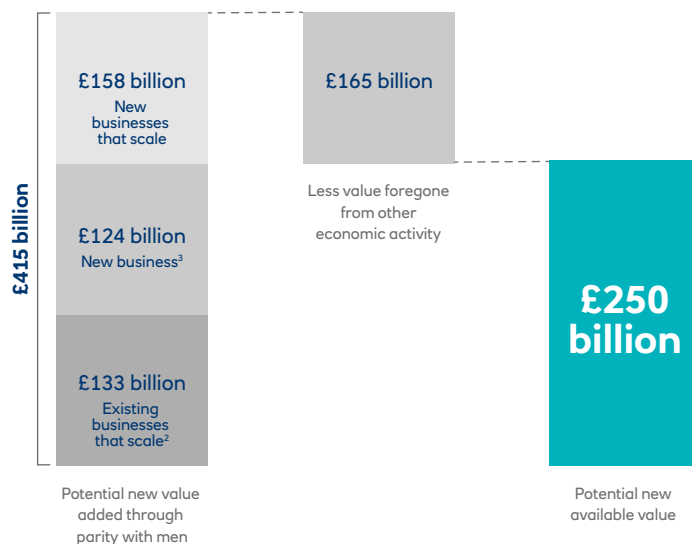 £415 billion
£158 billion
New
businesses
that scale
£124 billion
New business³
£133 billion
Existing
businesses
that scale²
Potential new value
added through
parity with men
£165 billion
Less value foregone
from other
economic activity
£250
billion
Potential new
available value